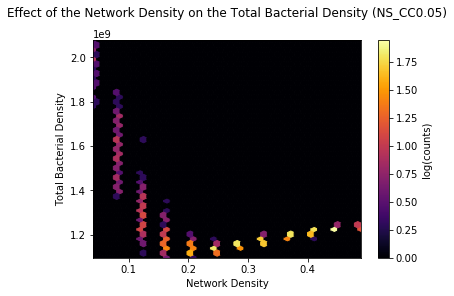 Effect of the Network Density on the Total Bacterial Density (NS_CC0.05)
1e9
2.0
1.8
1.6
1.4
1.2
Total Bacterial Density
0.1 0.2 0.3 0.4
Network Density
1.75
1.50
1.25
1.00
0.75
0.50
0.25
0.00
log(counts)